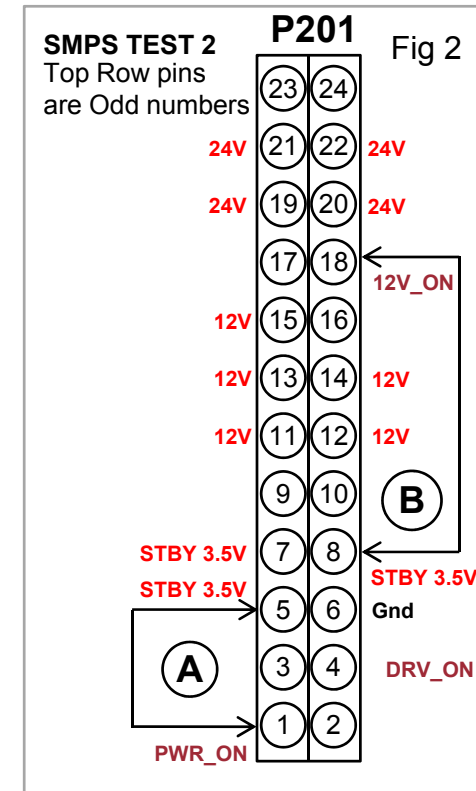 SMPS TEST 2
Top Row pins
are Odd numbers
P201
Fig 2
23 24
24V 21 22 24V
24V 19 20 24V
17 18
12V_ON
12V 15 16
12V 13 14 12V
12V 11 12 12V
9 10
B
STBY 3.5V 7 8
STBY 3.5V
STBY 3.5V
5 6 Gnd
A
3 4 DRV_ON
1 2
PWR_ON